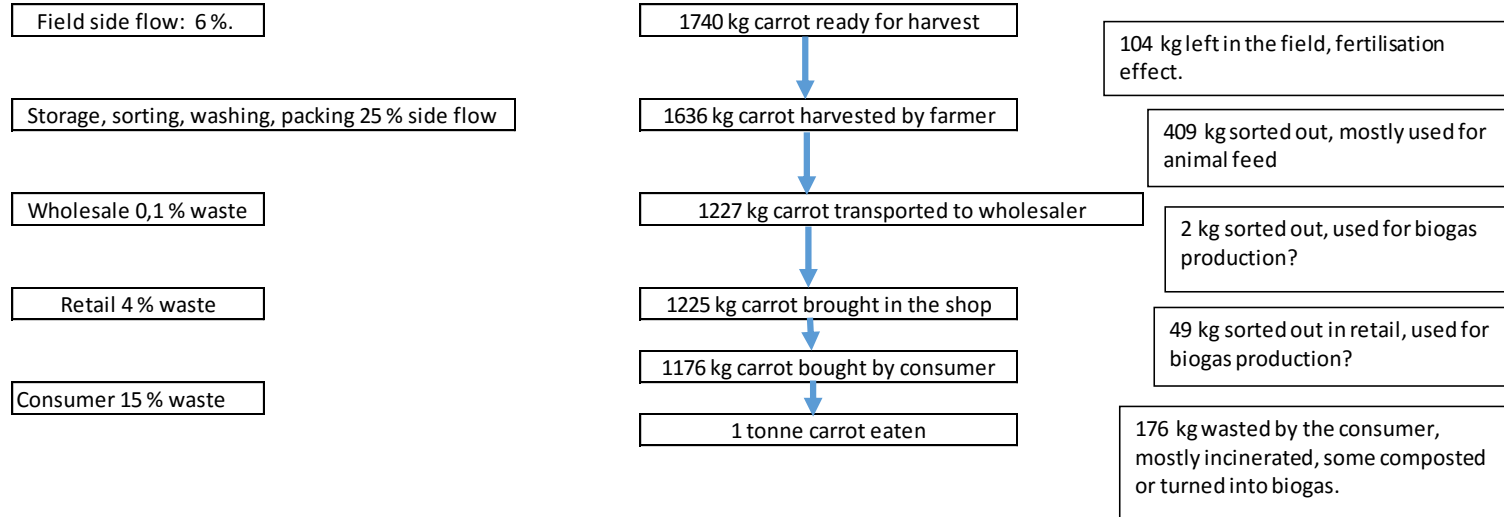 Field side flow: 6 %.
1740 kg carrot ready for harvest
104 kg left in the field, fertilisation
effect.
Storage, sorting, washing, packing 25 % side flow
1636 kg carrot harvested by farmer
409 kg sorted out, mostly used for
animal feed
Wholesale 0,1 % waste
1227 kg carrot transported to wholesaler
2 kg sorted out, used for biogas
production?
Retail 4 % waste
1225 kg carrot brought in the shop
49 kg sorted out in retail, used for
biogas production?
1176 kg carrot bought by consumer
Consumer 15 % waste
1 tonne carrot eaten
176 kg wasted by the consumer,
mostly incinerated, some composted
or turned into biogas.